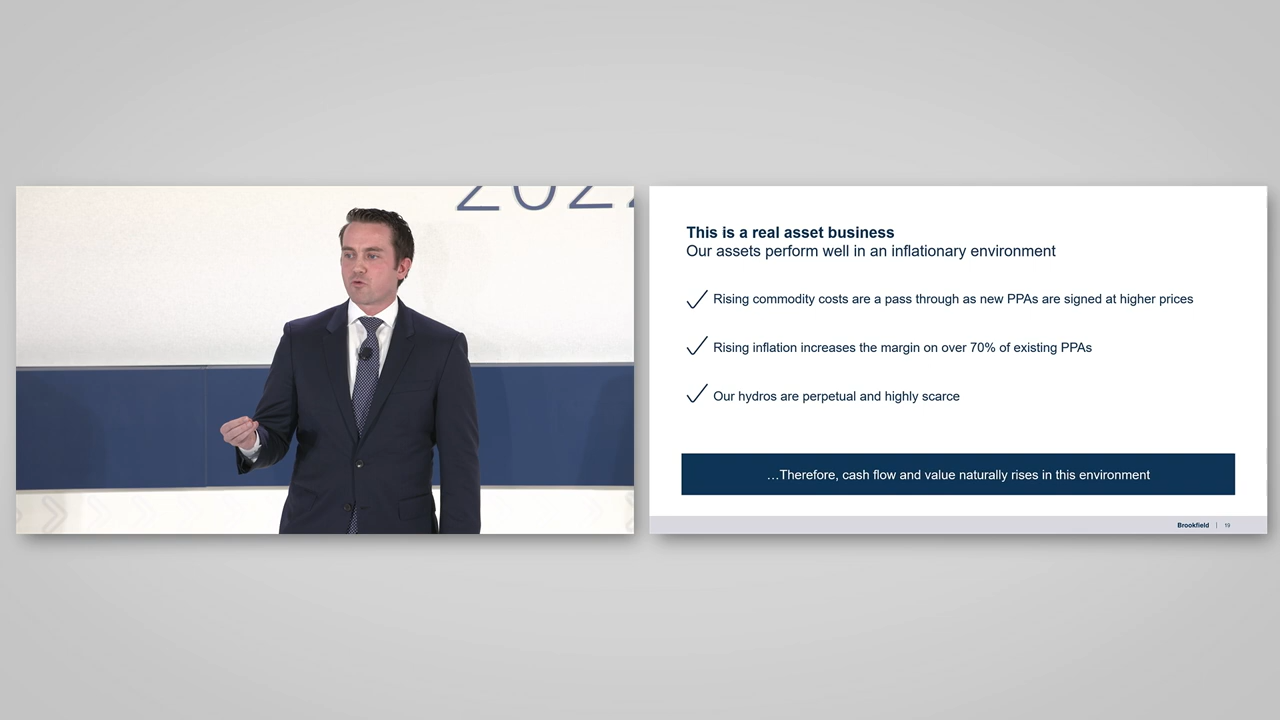 2022
This is a real asset business
Our assets perform well in an inflationary environment
Rising commodity costs are a pass through as new PPAs are signed at higher prices
Rising inflation increases the margin on over 70% of existing PPAs
Our hydros are perpetual and highly scarce
…Therefore, cash flow and value naturally rises in this environment
Brookfield | 19